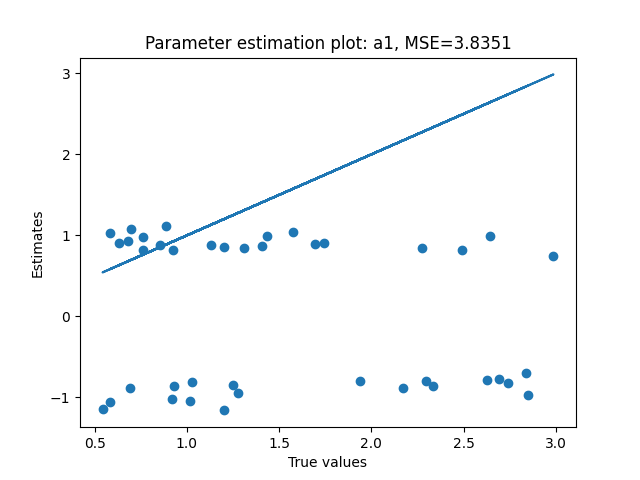 Parameter estimation plot: a1, MSE=3.8351
3
2
1
0
−1
Estimates
0.5 1.0 1.5 2.0 2.5 3.0
True values